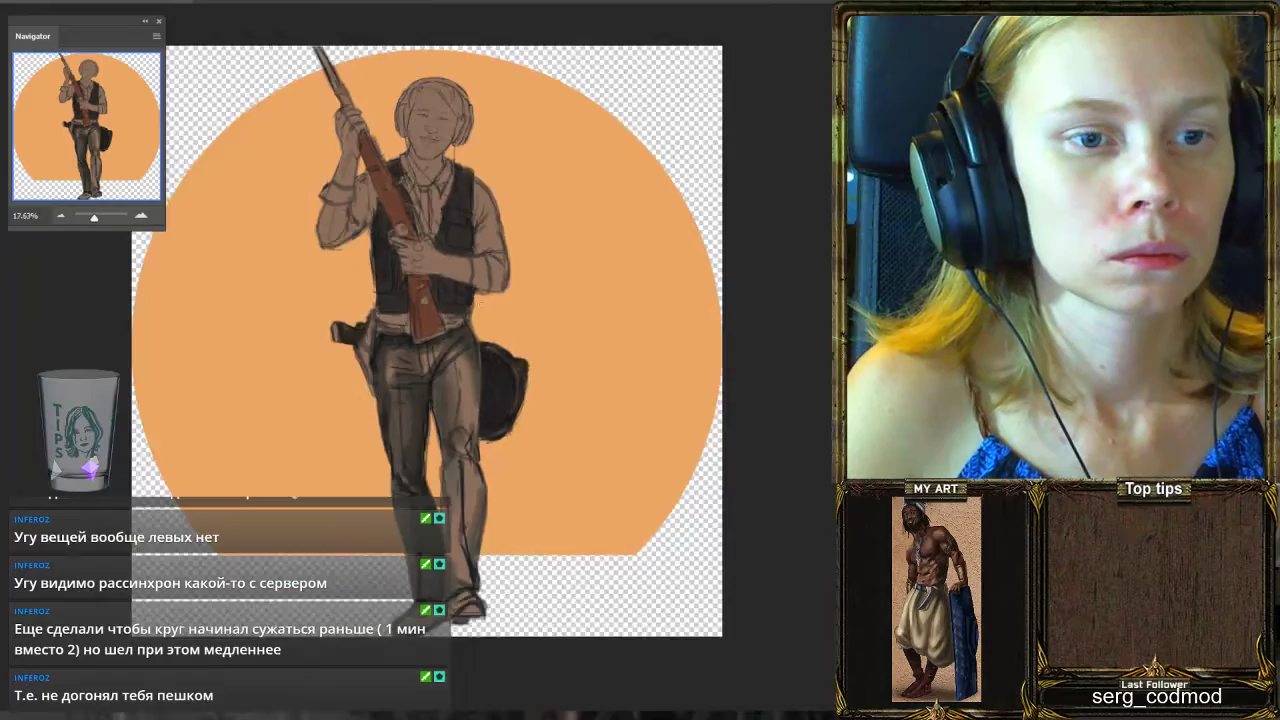 Navigator
17.63%
TIPS
INFEROZ
Угу вещей вообще левых нет
INFEROZ
Угу видимо рассинхрон какой-то с сервером
INFEROZ
Еще сделали чтобы круг начинал сужаться раньше ( 1 мин
вместо 2) но шел при этом медленнее
INFEROZ
Т.е. не догонял тебя пешком
MY ART
Top tips
Last Follower
serg_codmod